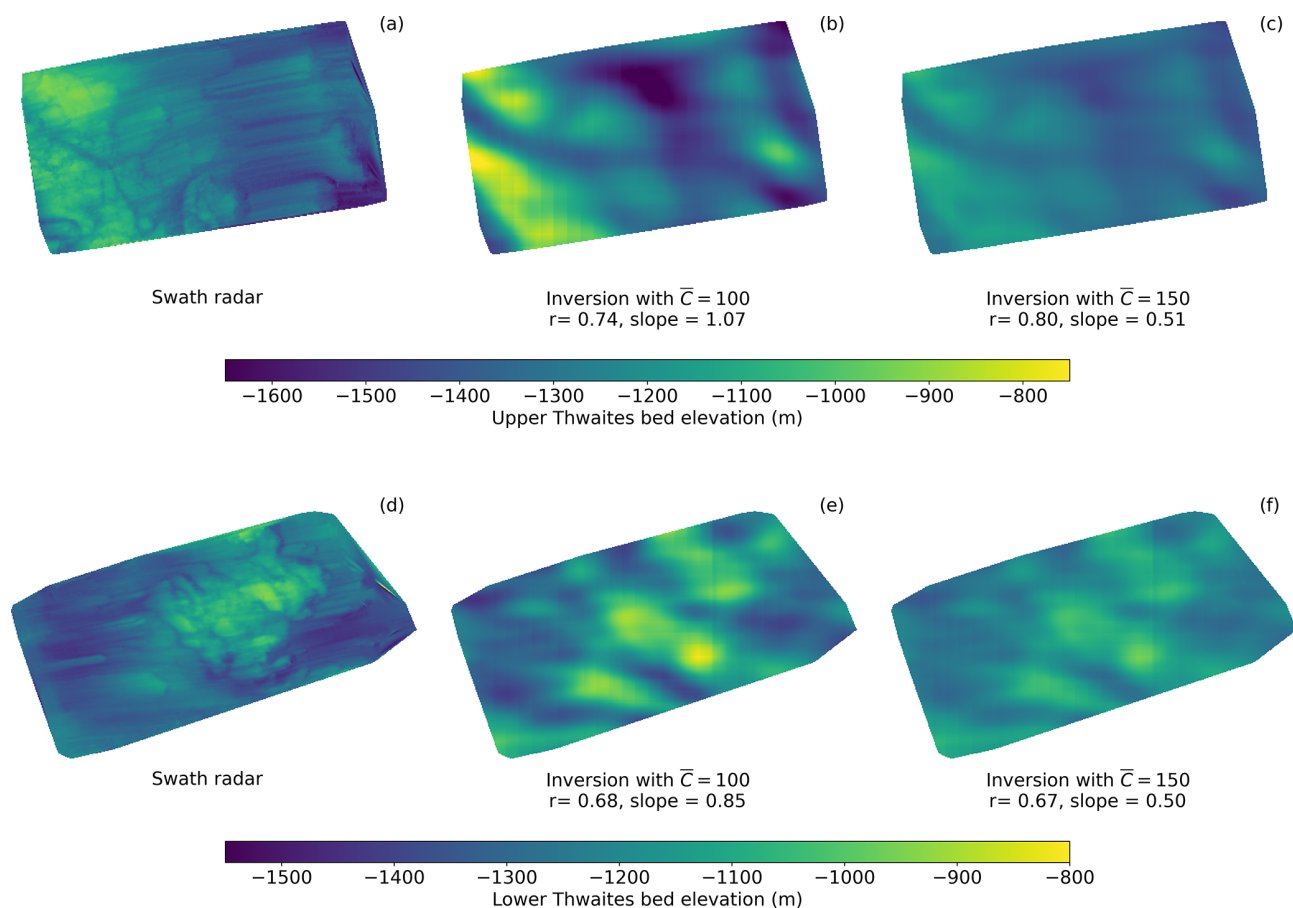 (a) (b) (c)
Swath radar Inversion with C̅ = 100 Inversion with C̅ = 150
r= 0.74, slope = 1.07 r= 0.80, slope = 0.51
−1600 −1500 −1400 −1300 −1200 −1100 −1000 −900 −800
Upper Thwaites bed elevation (m)
(d) (e) (f)
Swath radar Inversion with C̅ = 100 Inversion with C̅ = 150
r= 0.68, slope = 0.85 r= 0.67, slope = 0.50
−1500 −1400 −1300 −1200 −1100 −1000 −900 −800
Lower Thwaites bed elevation (m)